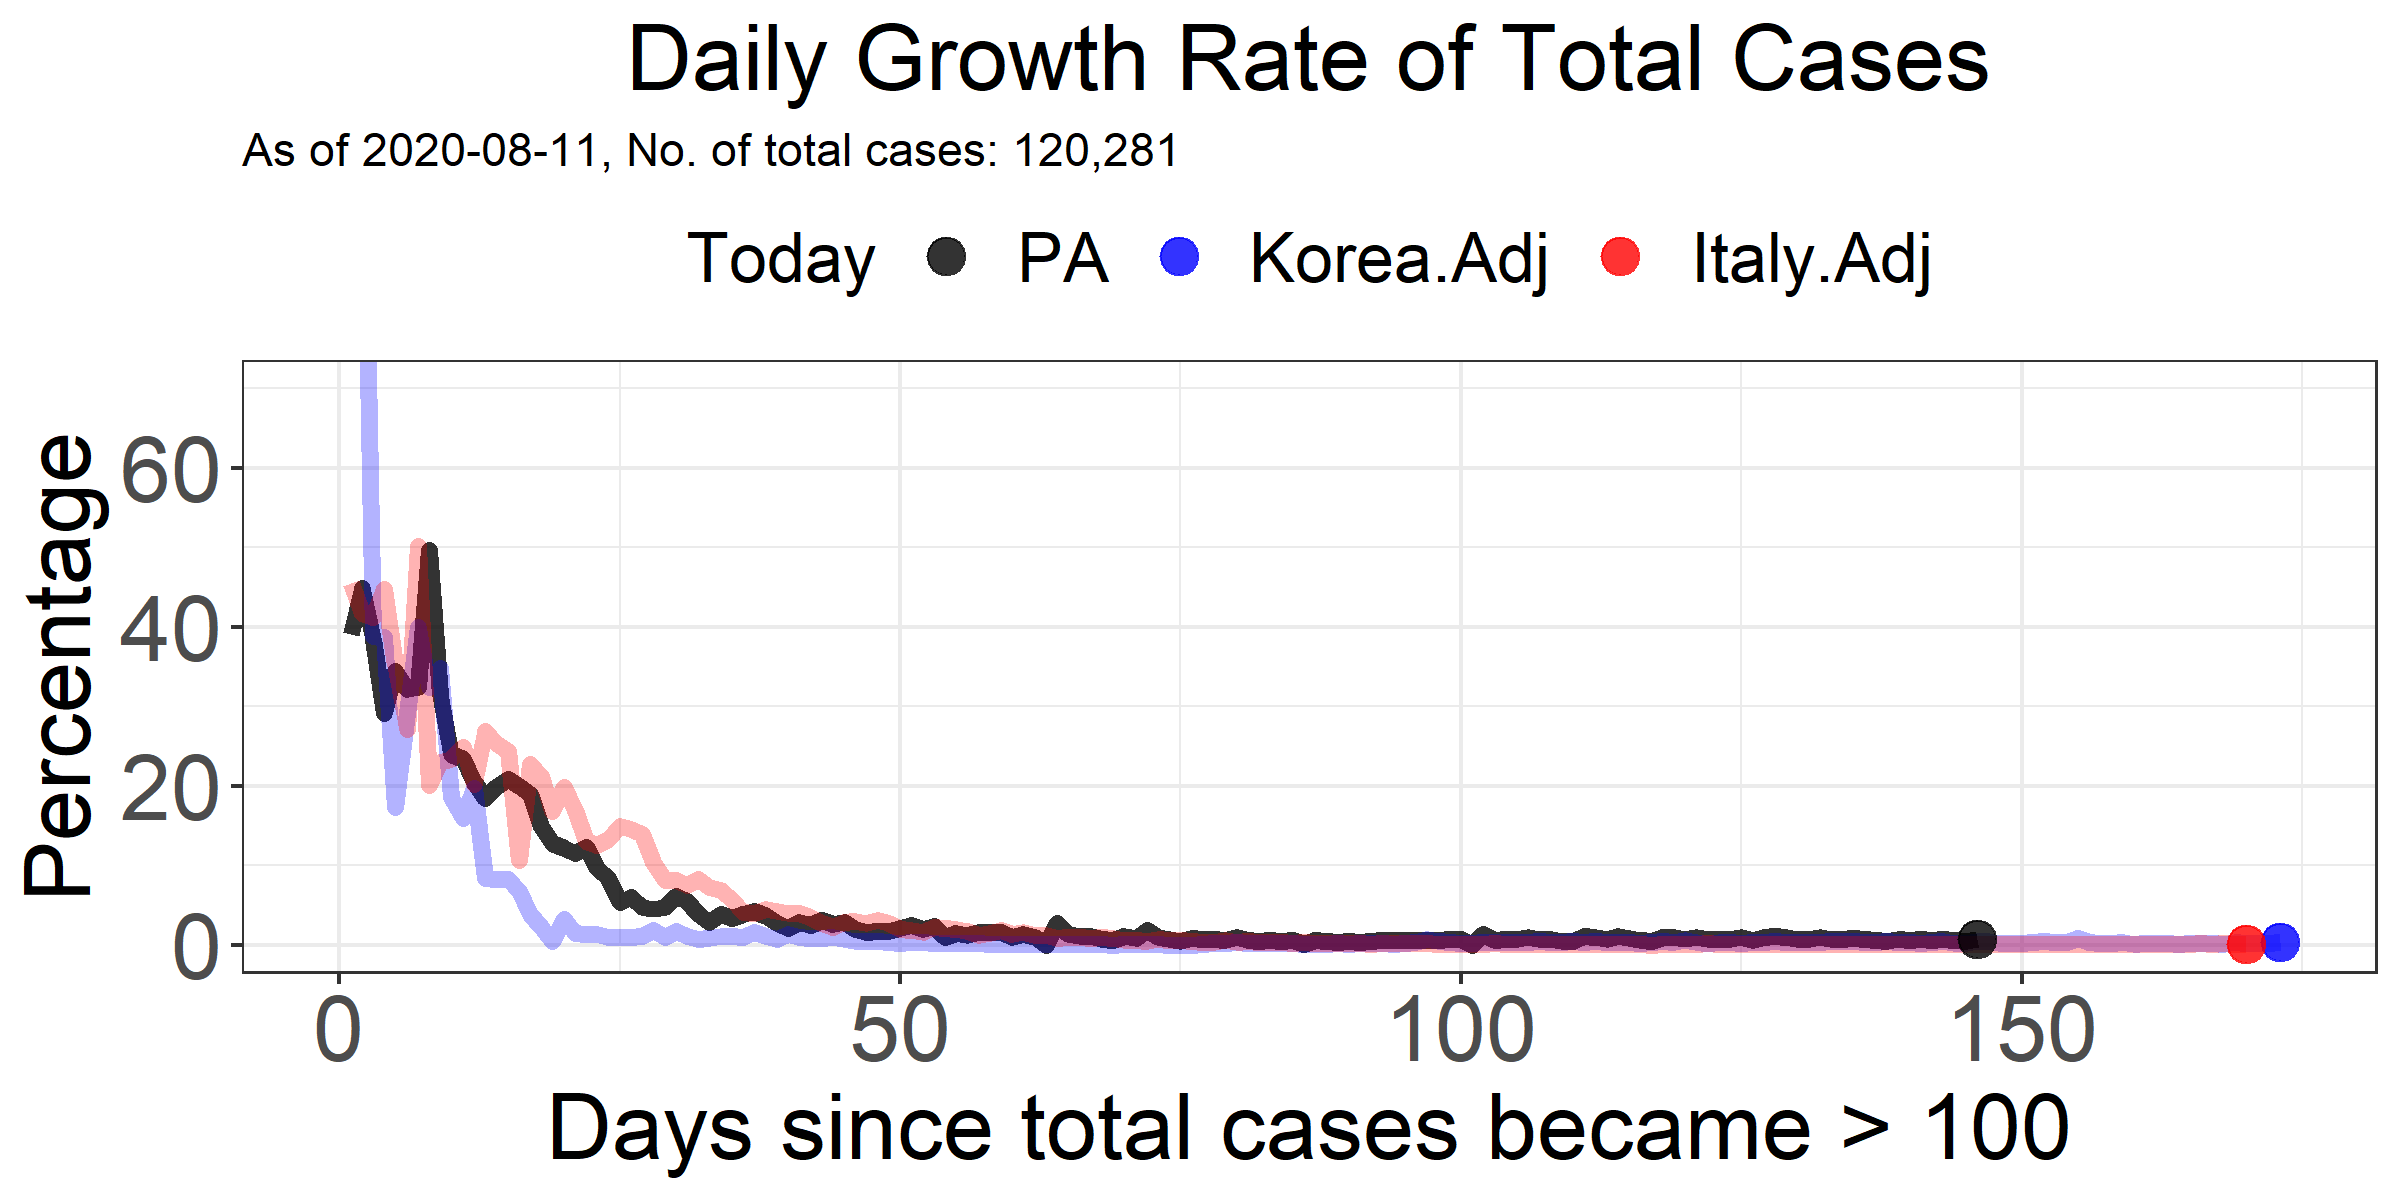 Daily Growth Rate of Total Cases
As of 2020-08-11, No. of total cases: 120,281
Today PA Korea.Adj Italy.Adj
Percentage
60
40
20
0
0 50 100 150
Days since total cases became > 100